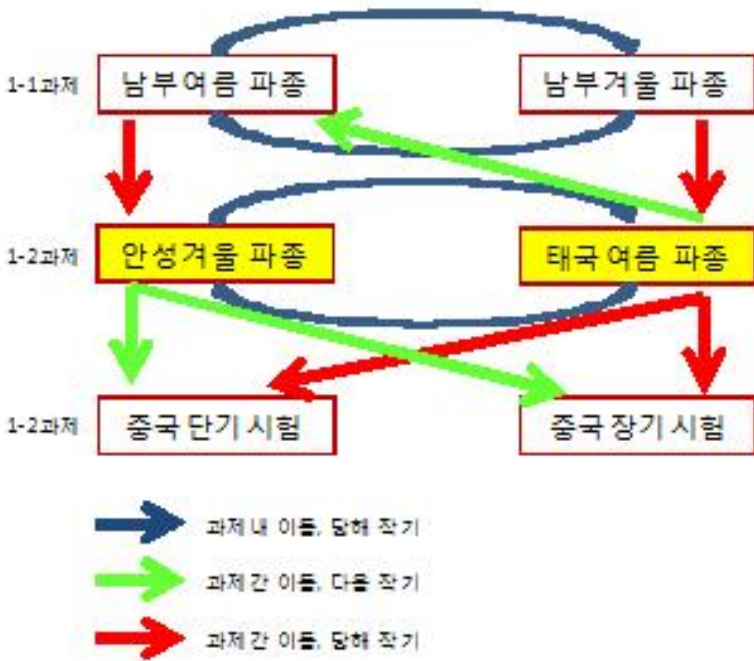 1-1과제
남부여름 파종
남부겨울 파종
1-2과제
안성겨울 파종
태국여름 파종
1-2과제
중국 단기 시험
중국 장기 시험
과제내 이동, 당해 작기
과제간 이동, 다음 작기
과제간 이동, 당해 작기